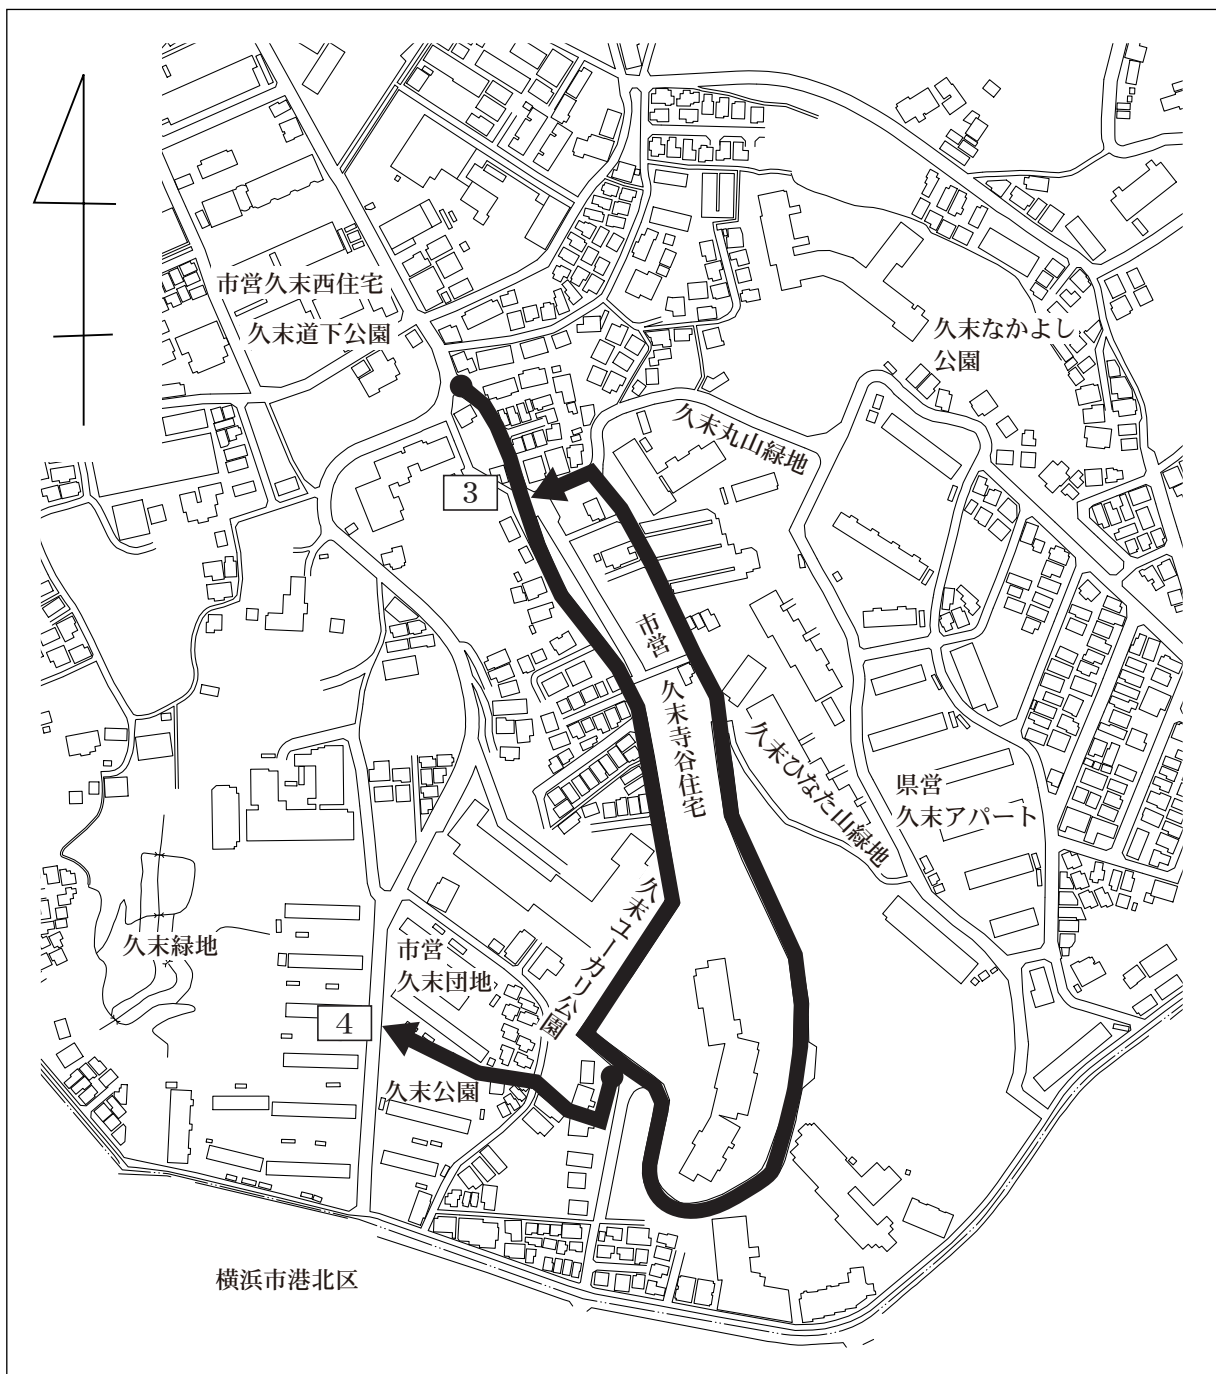 市営久末西住宅
久末道下公園
久末なかよし
公園
久末丸山緑地
3
市営
久末寺谷住宅
久末ひなた山緑地
県営
久末アパート
久末ユーカリ公園
久末緑地
市営
久末団地
4
久末公園
横浜市港北区